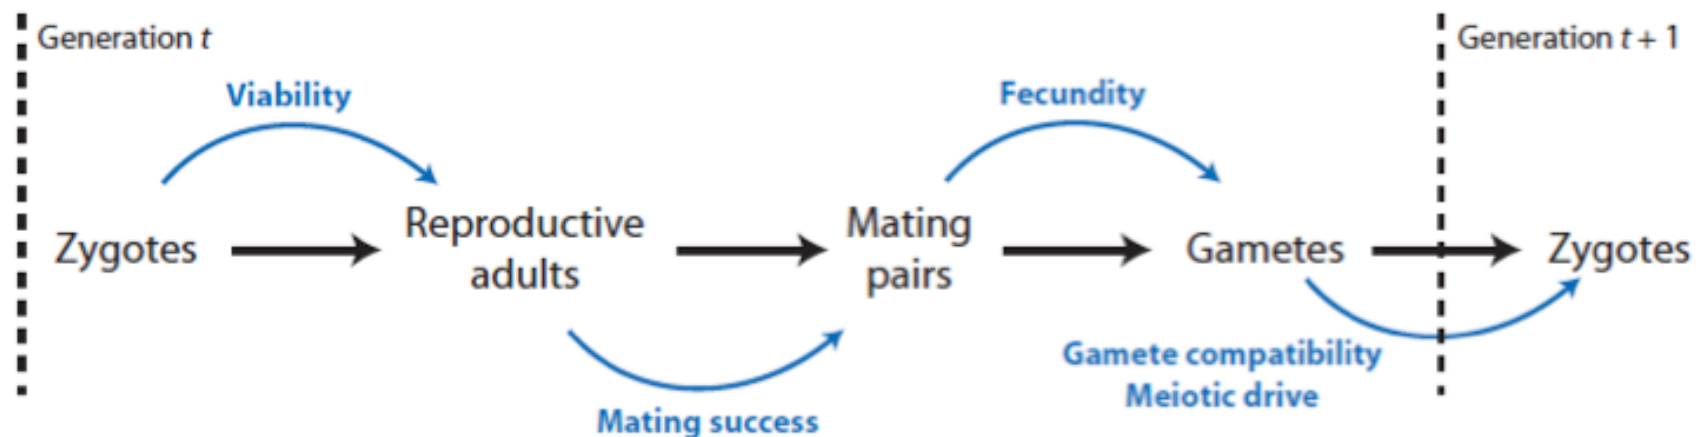 Generation t
Generation t + 1
Viability
Fecundity
Zygotes
Reproductive
adults
Mating
pairs
Gametes
Zygotes
Mating success
Gamete compatibility
Meiotic drive